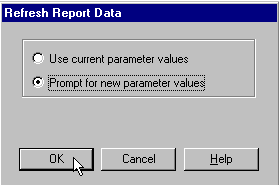 Refresh Report Data
Use current parameter values
Prompt for new parameter values
OK Cancel Help